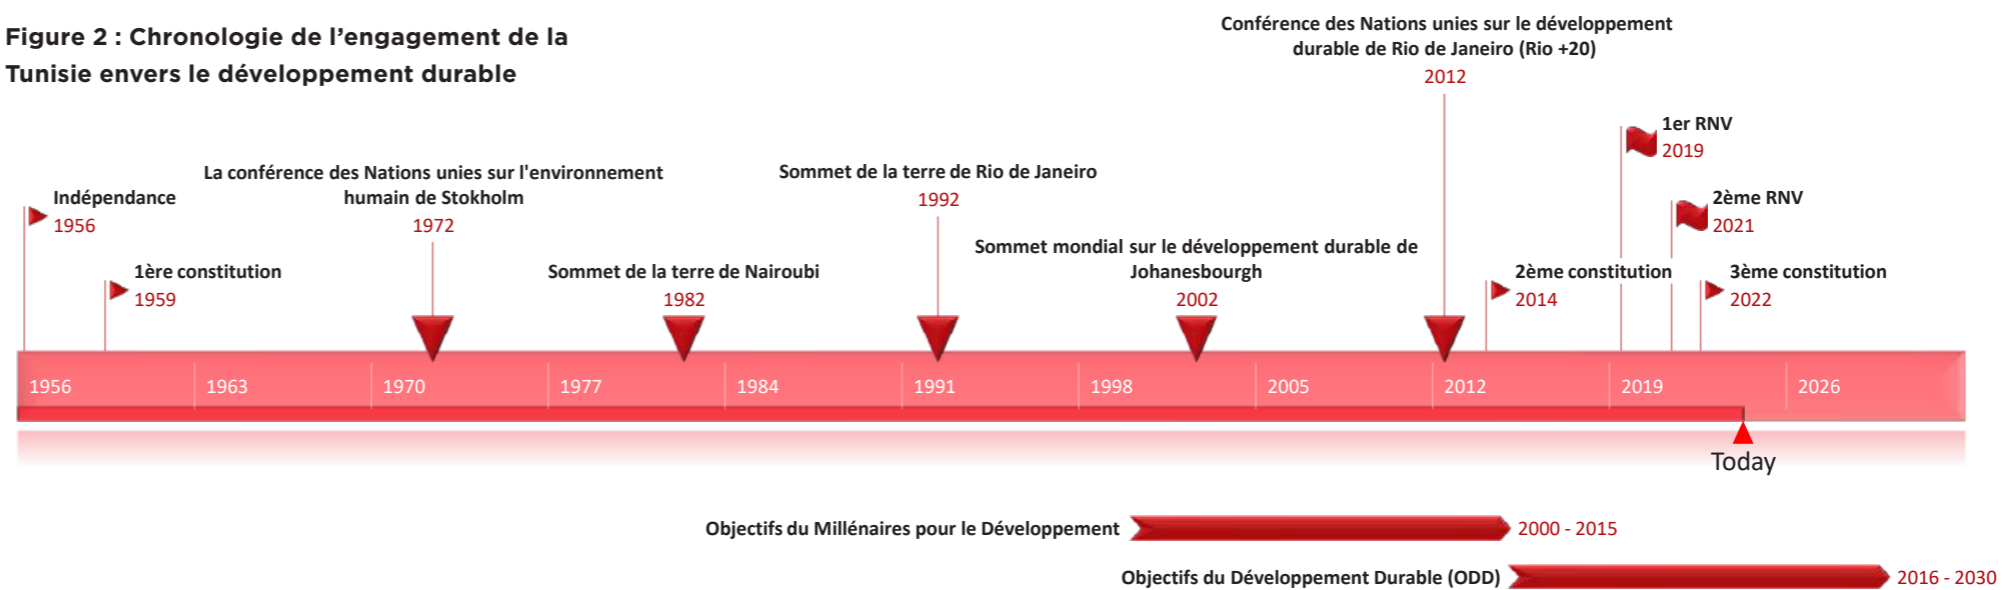 Figure 2 : Chronologie de l’engagement de la
Tunisie envers le développement durable
Conférence des Nations unies sur le développement
durable de Rio de Janeiro (Rio +20)
2012
1er RNV
2019
La conférence des Nations unies sur l'environnement
humain de Stokholm
1972
Sommet de la terre de Rio de Janeiro
1992
Indépendance
1956
2ème RNV
2021
1ère constitution
1959
Sommet de la terre de Nairoubi
1982
Sommet mondial sur le développement durable de
Johanesbourgh
2002
2ème constitution
2014
3ème constitution
2022
1956 1963 1970 1977 1984 1991 1998 2005 2012 2019 2026
Today
Objectifs du Millénaires pour le Développement 2000 - 2015
Objectifs du Développement Durable (ODD) 2016 - 2030